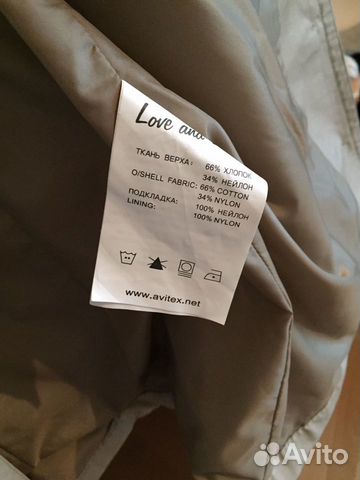 Love and
ТКАНЬ ВЕРХА: 66% ХЛОПОК
34% НЕЙЛОН
O/SHELL FABRIC: 66% COTTON
34% NYLON
ПОДКЛАДКА: 100% НЕЙЛОН
LINING: 100% NYLON
www.avitex.net
Avito